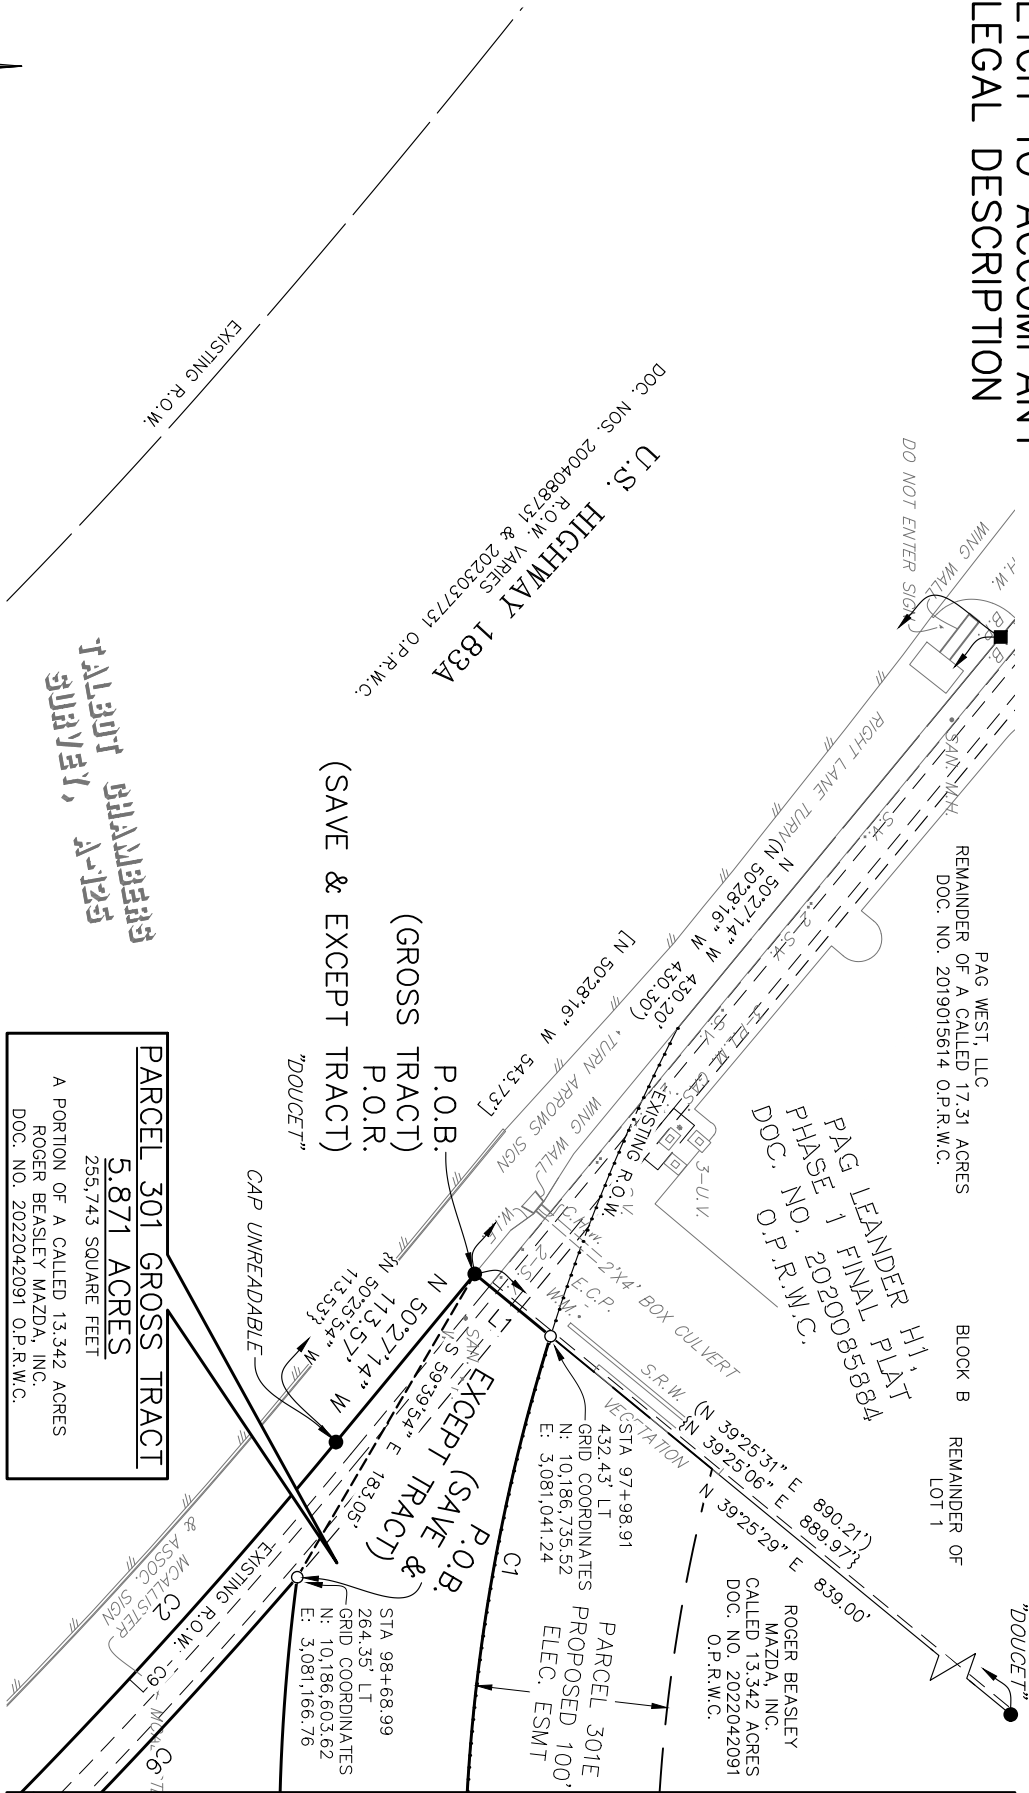 LEGAL DESCRIPTION
EXISTING R.O.W.
DOC. NOS. 2004088731 & 2023037731 O.P.R.W.C.
R.O.W. VARIES
U.S. HIGHWAY 183A
TALBOT CHAMBERS
SURVEY, A-125
DO NOT ENTER SIGN
WING WALL
H.W.
SAN. M.H.
S.V.
2-S.V.
RIGHT LANE TURN
N 50°27'14" W 430.20'
(N 50°28'16" W 430.30')
[N 50°28'16" W 543.73']
TURN ARROWS SIGN
WING WALL
EXISTING R.O.W.
3-U.V.
C.H.W.
2'X4' BOX CULVERT
E.C.P.
W.M.
S.R.W.
VEGETATION
PAG WEST, LLC
REMAINDER OF A CALLED 17.31 ACRES
DOC. NO. 2019015614 O.P.R.W.C.
PAG LEANDER H1,
PHASE 1 FINAL PLAT
DOC. NO. 2020085884
O.P.R.W.C.
BLOCK B
REMAINDER OF
LOT 1
(N 39°25'31" E 890.21')
{N 39°25'06" E 889.97'}
N 39°25'29" E 839.00'
"DOUCET"
ROGER BEASLEY
MAZDA, INC.
CALLED 13.342 ACRES
DOC. NO. 2022042091
O.P.R.W.C.
PARCEL 301E
PROPOSED 100'
ELEC. ESMT
STA 97+98.91
432.43' LT
GRID COORDINATES
N: 10,186,735.52
E: 3,081,041.24
C1
L1
P.O.B.
(GROSS TRACT)
P.O.R.
(SAVE & EXCEPT TRACT)
"DOUCET"
P.O.B.
(SAVE &
EXCEPT TRACT)
S 59°39'54" E 183.05'
N 50°27'14" W
113.57'
{N 50°25'54" W
113.53'}
CAP UNREADABLE
STA 98+68.99
264.35' LT
GRID COORDINATES
N: 10,186,603.62
E: 3,081,166.76
EXISTING R.O.W.
C2
C9
C6
MCALLISTER
& ASSOC. SIGN
PARCEL 301 GROSS TRACT
5.871 ACRES
255,743 SQUARE FEET
A PORTION OF A CALLED 13.342 ACRES
ROGER BEASLEY MAZDA, INC.
DOC. NO. 2022042091 O.P.R.W.C.